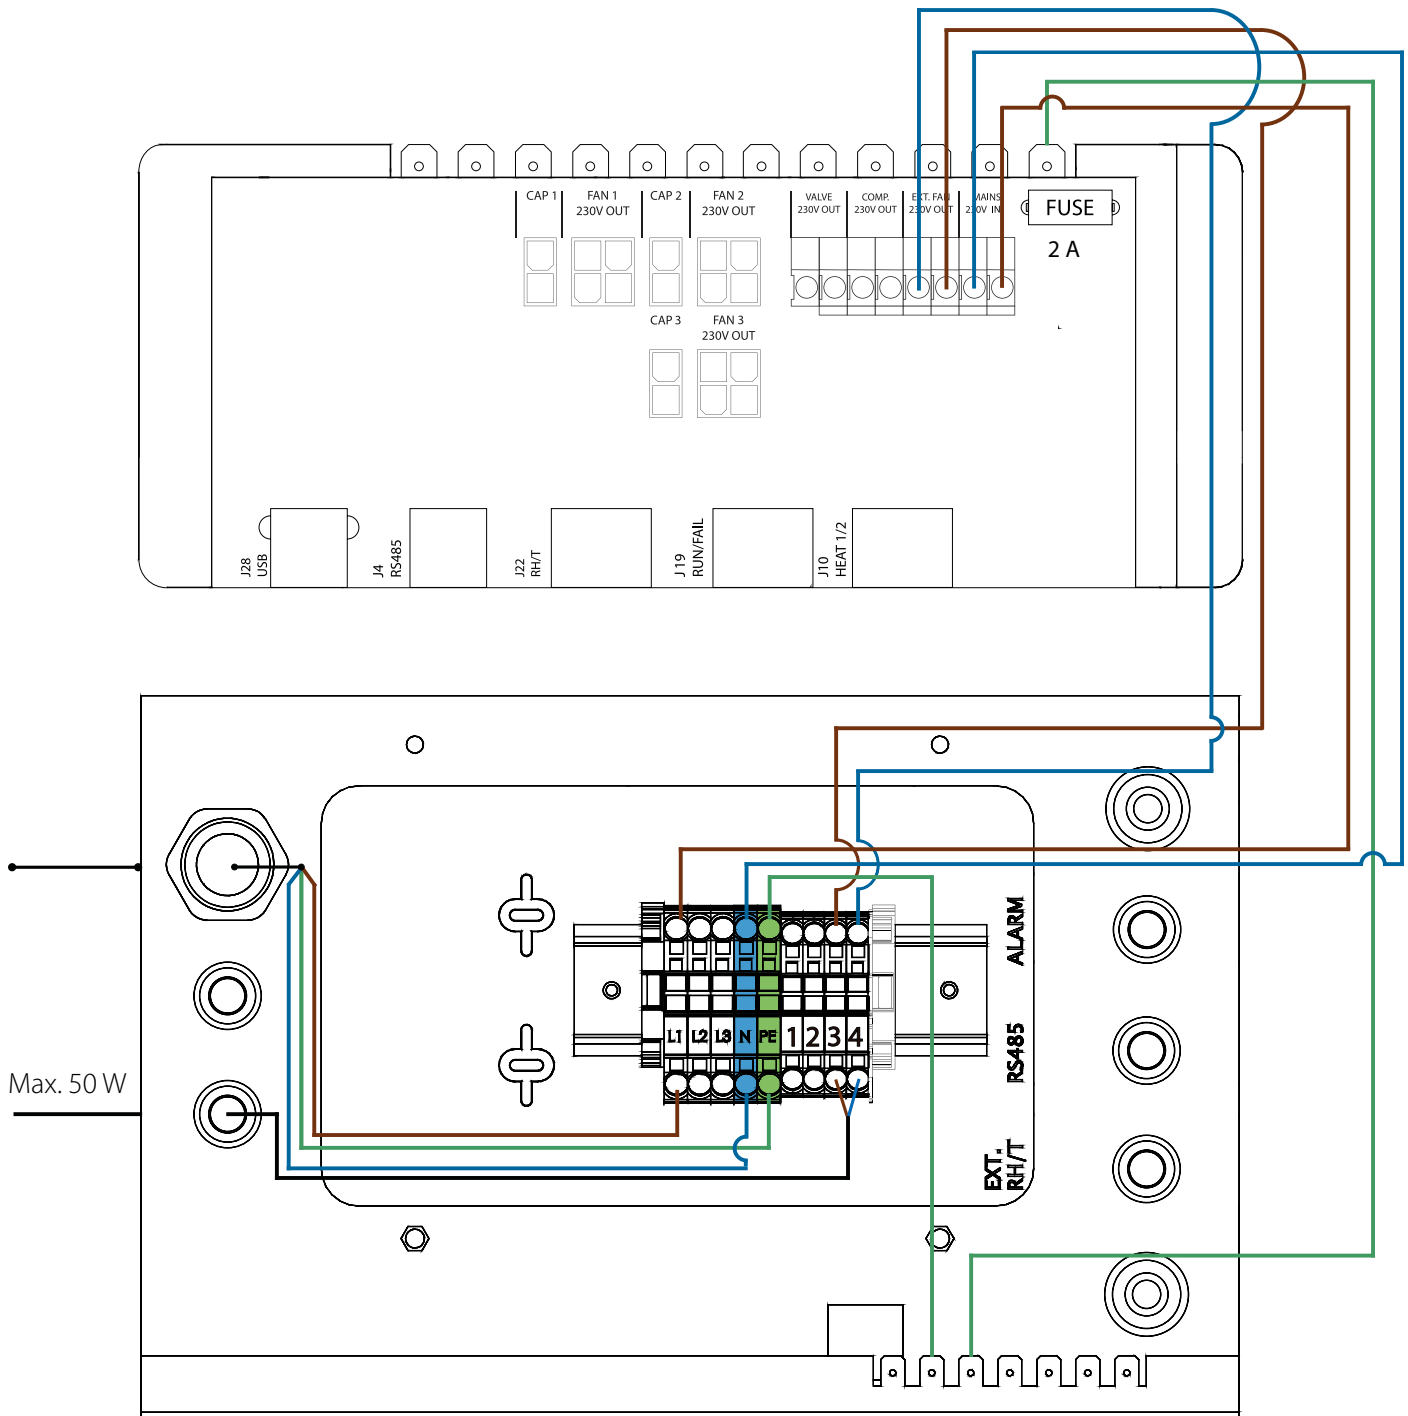 CAP 1
FAN 1
230V OUT
CAP 2
FAN 2
230V OUT
VALVE
230V OUT
COMP.
230V OUT
EXT. FAN
230V OUT
MAINS
230V IN
FUSE
2 A
CAP 3
FAN 3
230V OUT
J28
USB
J4
RS485
J22
RH/T
J 19
RUN/FAIL
J10
HEAT 1/2
ALARM
RS485
EXT.
RH/T
L1 L2 L3 N PE 1 2 3 4
Max. 50 W